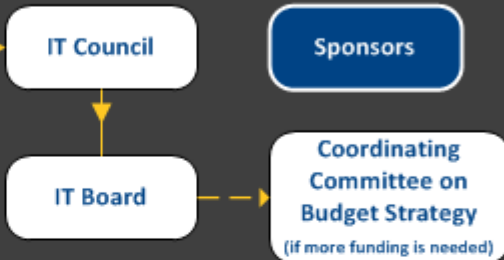 IT Council
Sponsors
IT Board
Coordinating
Committee on
Budget Strategy
(if more funding is needed)